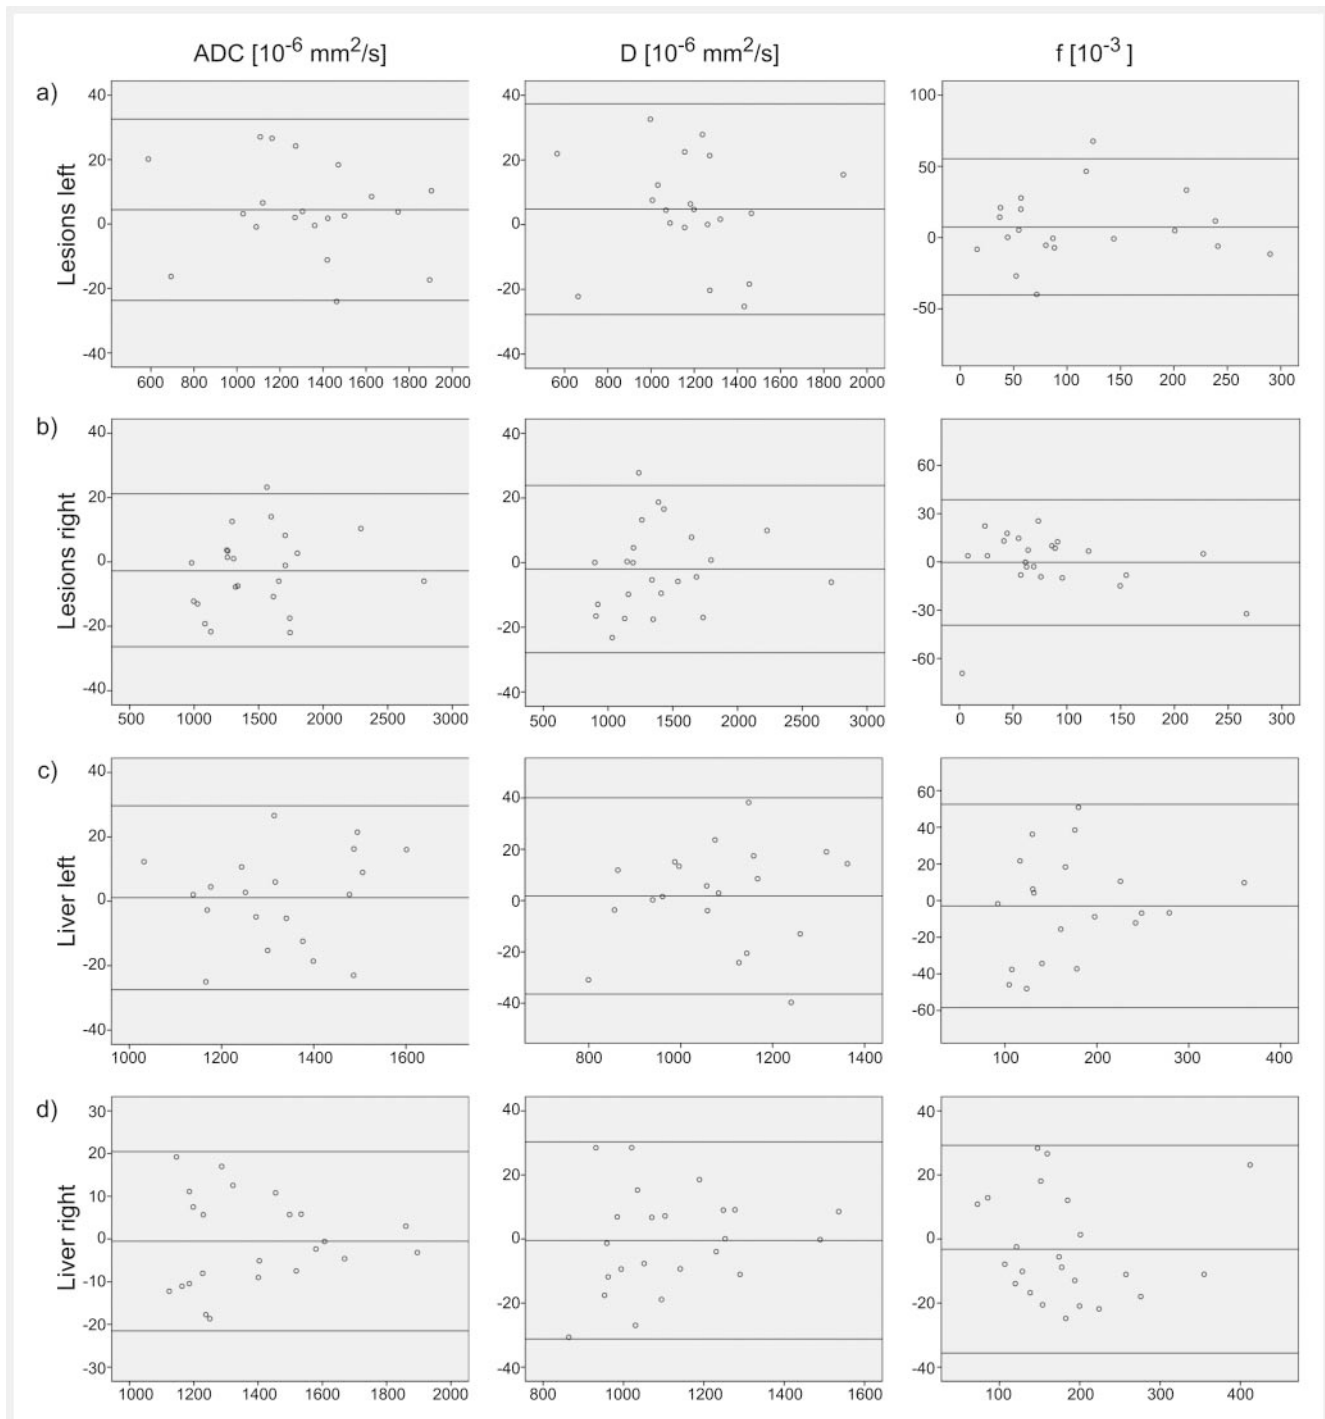 ADC [10-6 mm2/s] D [10-6 mm2/s] f [10-3 ]
a) Lesions left
40 20 0 -20 -40
600 800 1000 1200 1400 1600 1800 2000
40 20 0 -20 -40
600 800 1000 1200 1400 1600 1800 2000
100 50 0 -50
0 50 100 150 200 250 300
b) Lesions right
40 20 0 -20 -40
500 1000 1500 2000 2500 3000
40 20 0 -20 -40
500 1000 1500 2000 2500 3000
60 30 0 -30 -60
0 50 100 150 200 250 300
c) Liver left
40 20 0 -20 -40
1000 1200 1400 1600
40 20 0 -20 -40
800 1000 1200 1400
60 40 20 0 -20 -40 -60
100 200 300 400
d) Liver right
30 20 10 0 -10 -20 -30
1000 1200 1400 1600 1800 2000
40 20 0 -20 -40
800 1000 1200 1400 1600
40 20 0 -20 -40
100 200 300 400